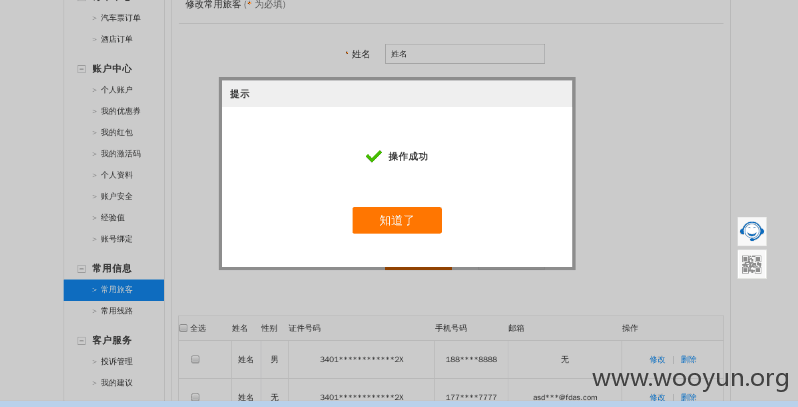 修改常用旅客 (* 为必填)
> 汽车票订单
> 酒店订单
账户中心
> 个人账户
> 我的优惠券
> 我的红包
> 我的激活码
> 个人资料
> 账户安全
> 经验值
> 账号绑定
常用信息
> 常用旅客
> 常用线路
客户服务
> 投诉管理
> 我的建议
* 姓名 姓名
提示
操作成功
知道了
全选 姓名 性别 证件号码 手机号码 邮箱 操作
姓名 男 3401************2X 188****8888 无 修改 | 删除
姓名 无 3401************2X 177****7777 asd***@fdas.com 修改 | 删除
www.wooyun.org